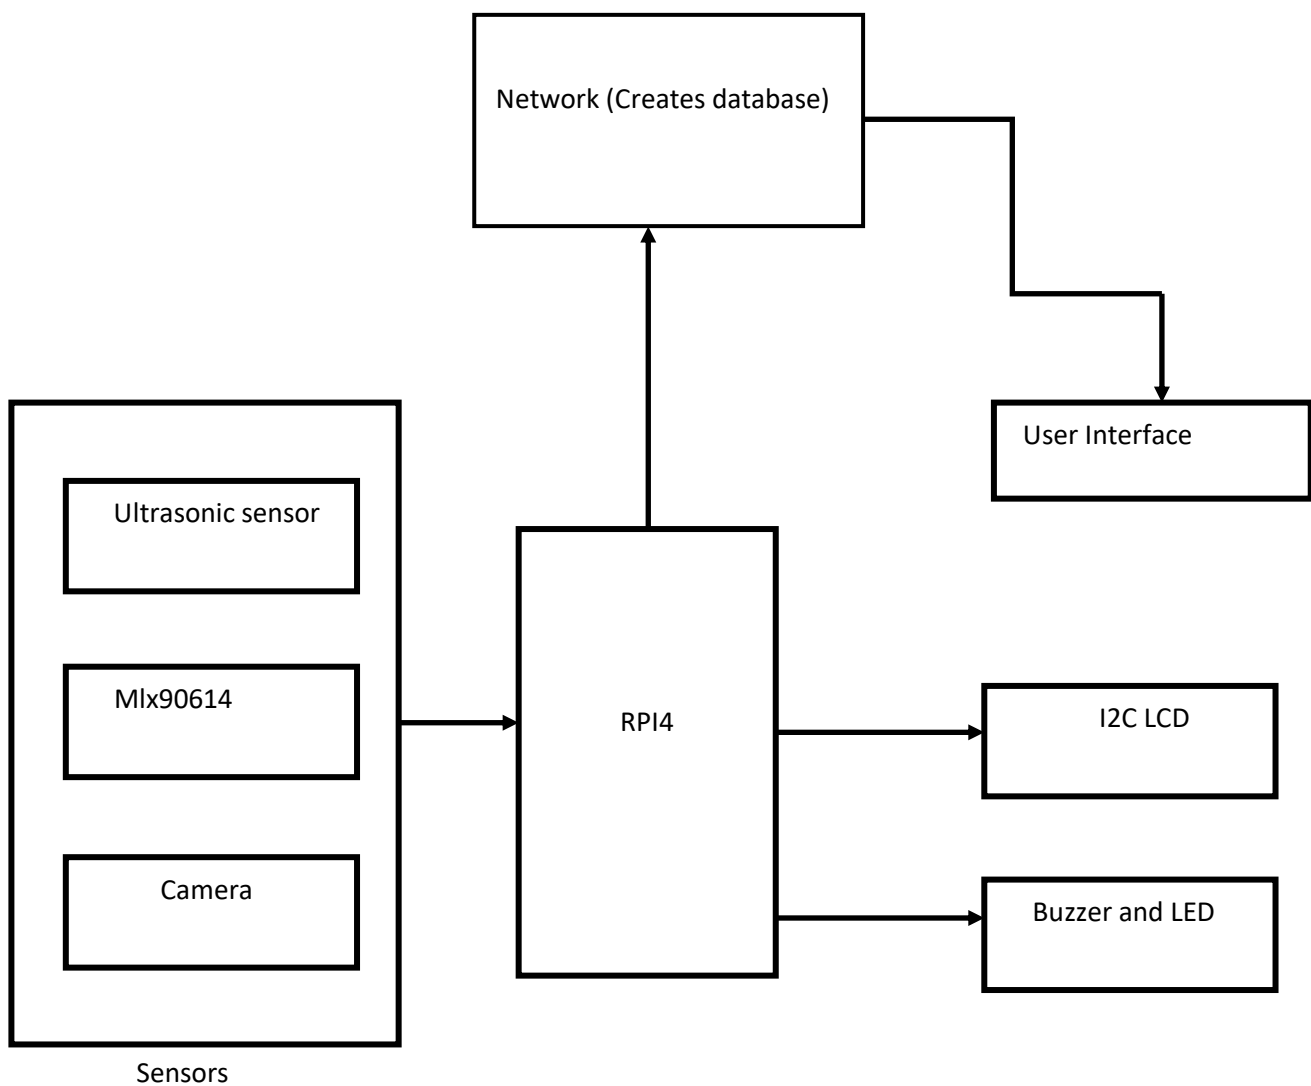 Network (Creates database)
User Interface
Ultrasonic sensor
Mlx90614
RPI4
I2C LCD
Camera
Buzzer and LED
Sensors